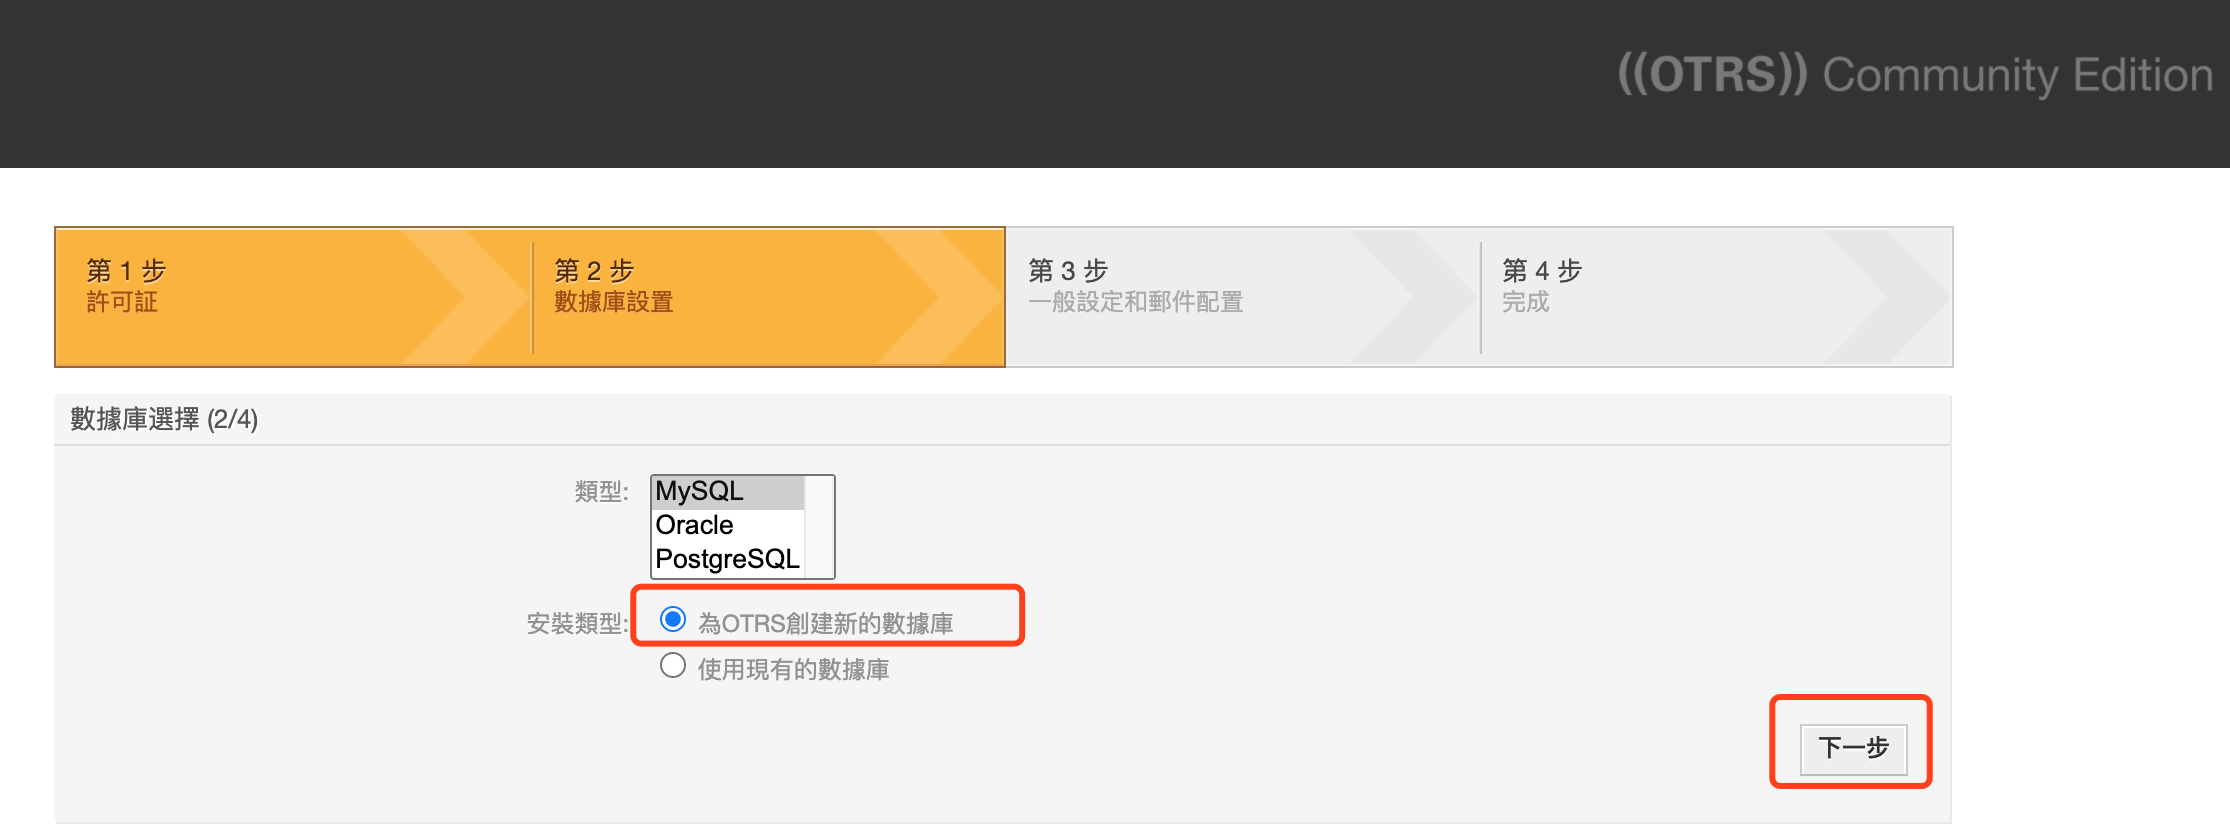 ((OTRS)) Community Edition
第 1 步
許可証
第 2 步
數據庫設置
第 3 步
一般設定和郵件配置
第 4 步
完成
數據庫選擇 (2/4)
類型:
MySQL
Oracle
PostgreSQL
安裝類型:
為OTRS創建新的數據庫
使用現有的數據庫
下一步